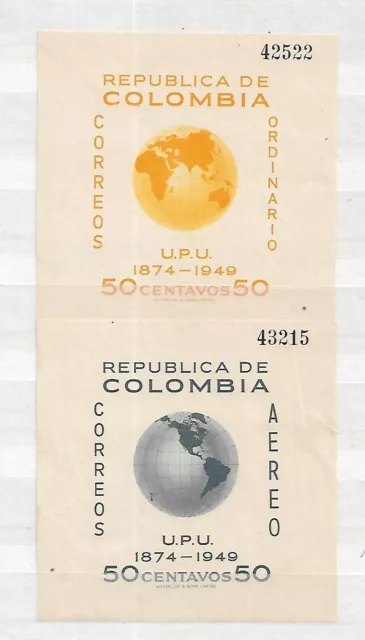 42522
REPUBLICA DE
COLOMBIA
CORREOS
ORDINARIO
U.P.U.
1874-1949
50 CENTAVOS 50
43215
REPUBLICA DE
COLOMBIA
CORREOS
AEREO
U.P.U.
1874-1949
50 CENTAVOS 50